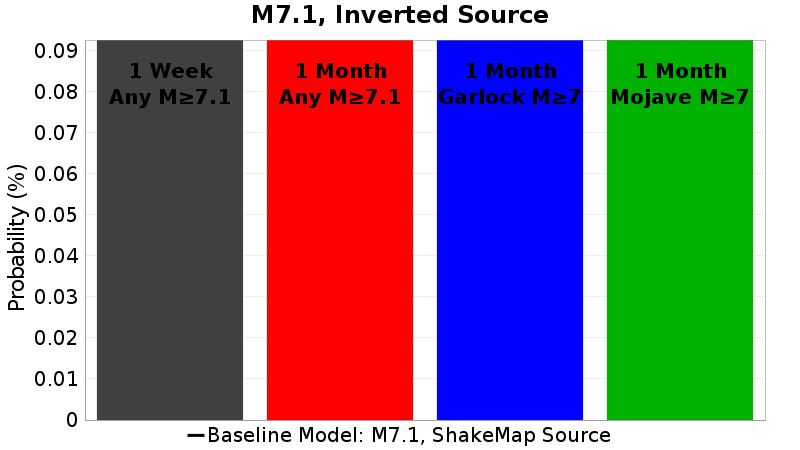 M7.1, Inverted Source
Probability (%)
0.09
0.08
0.07
0.06
0.05
0.04
0.03
0.02
0.01
0
1 Week
Any M≥7.1
1 Month
Any M≥7.1
1 Month
Garlock M≥7
1 Month
Mojave M≥7
Baseline Model: M7.1, ShakeMap Source